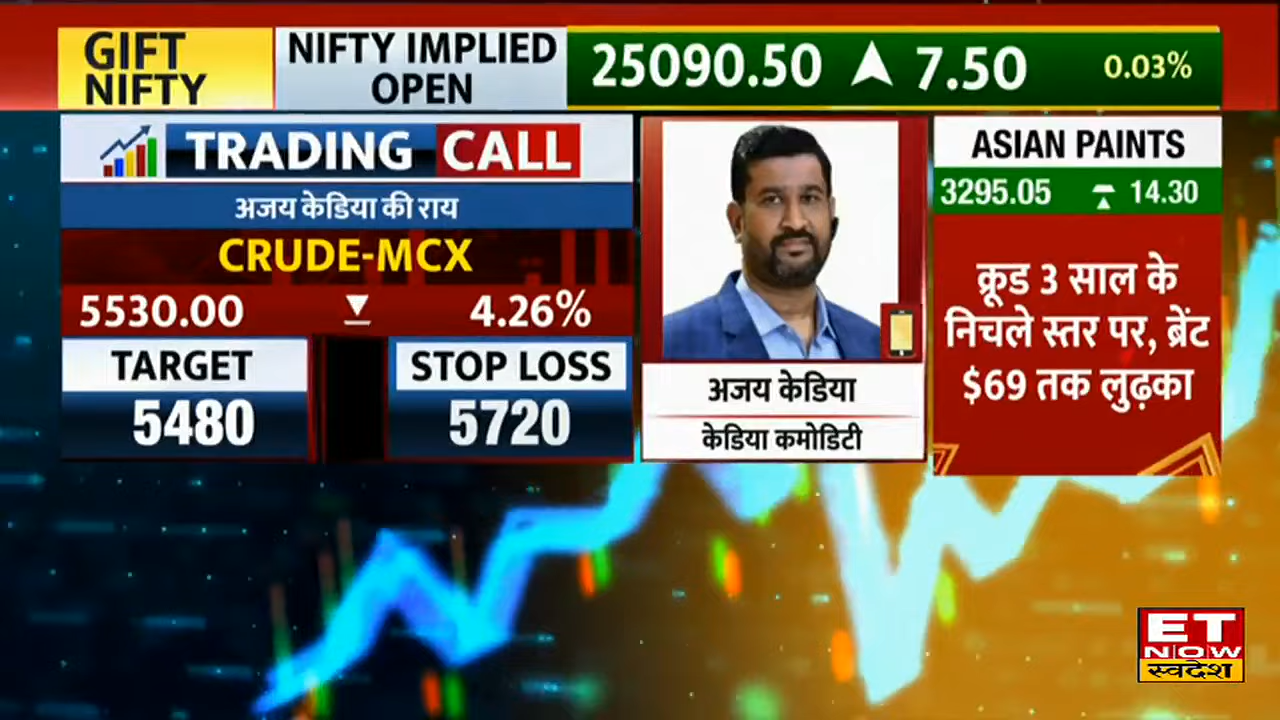 GIFT
NIFTY
NIFTY IMPLIED
OPEN
25090.50 ▲ 7.50 0.03%
TRADING CALL
अजय केडिया की राय
CRUDE-MCX
5530.00 ▼ 4.26%
TARGET
5480
STOP LOSS
5720
अजय केडिया
केडिया कमोडिटी
ASIAN PAINTS
3295.05 ▲ 14.30
क्रूड 3 साल के
निचले स्तर पर, ब्रेंट
$69 तक लुढ़का
ET
NOW
स्वदेश